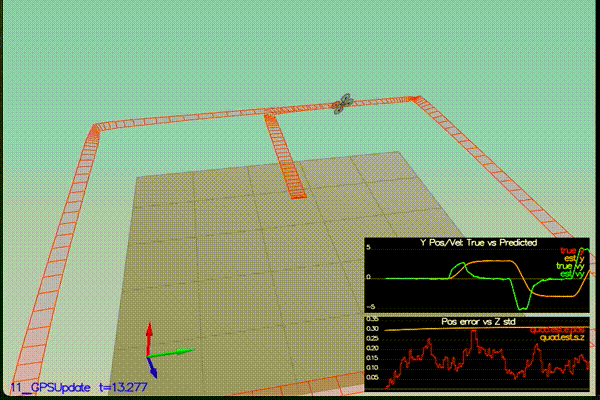 Y Pos/Vel: True vs Predicted
5
0
-5
true y
est y
true vy
est vy
Pos error vs Z std
0.35
0.30
0.25
0.20
0.15
0.10
0.05
quad.est.e.pos
quad.est.s.z
11_GPSUpdate t=13.277